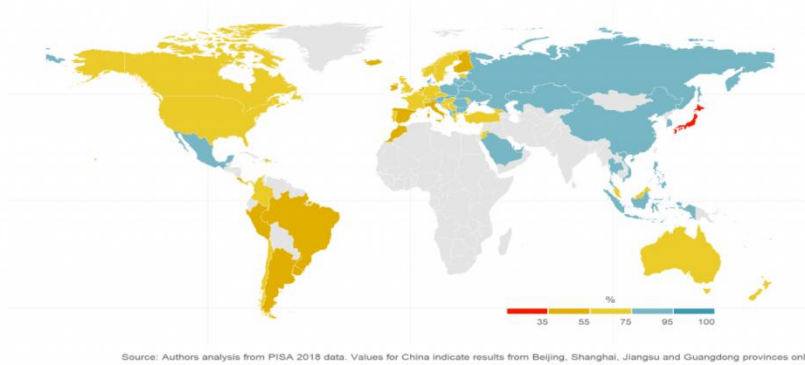 %
35 55 75 95 100
Source: Authors analysis from PISA 2018 data. Values for China indicate results from Beijing, Shanghai, Jiangsu and Guangdong provinces onl